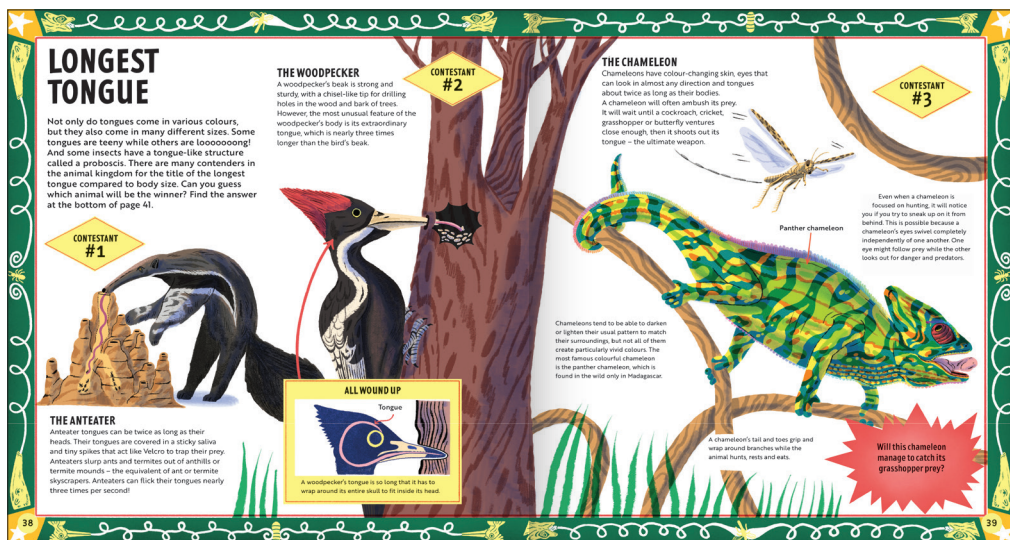 LONGEST
TONGUE
Not only do tongues come in various colours,
but they also come in many different sizes. Some
tongues are teeny while others are looooooong!
And some insects have a tongue-like structure
called a proboscis. There are many contenders in
the animal kingdom for the title of the longest
tongue compared to body size. Can you guess
which animal will be the winner? Find the answer
at the bottom of page 41.
CONTESTANT
#1
THE ANTEATER
Anteater tongues can be twice as long as their
heads. Their tongues are covered in a sticky saliva
and tiny spikes that act like Velcro to trap their prey.
Anteaters slurp ants and termites out of anthills or
termite mounds – the equivalent of ant or termite
skyscrapers. Anteaters can flick their tongues nearly
three times per second!
THE WOODPECKER
A woodpecker's beak is strong and
sturdy, with a chisel-like tip for drilling
holes in the wood and bark of trees.
However, the most unusual feature of the
woodpecker's body is its extraordinary
tongue, which is nearly three times
longer than the bird's beak.
CONTESTANT
#2
ALL WOUND UP
Tongue
A woodpecker's tongue is so long that it has to
wrap around its entire skull to fit inside its head.
THE CHAMELEON
Chameleons have colour-changing skin, eyes that
can look in almost any direction and tongues
about twice as long as their bodies.
A chameleon will often ambush its prey.
It will wait until a cockroach, cricket,
grasshopper or butterfly ventures
close enough, then it shoots out its
tongue – the ultimate weapon.
CONTESTANT
#3
Even when a chameleon is
focused on hunting, it will notice
you if you try to sneak up on it from
behind. This is possible because a
chameleon's eyes swivel completely
independently of one another. One
eye might follow prey while the other
looks out for danger and predators.
Panther chameleon
Chameleons tend to be able to darken
or lighten their usual pattern to match
their surroundings, but not all of them
create particularly vivid colours. The
most famous colourful chameleon
is the panther chameleon, which is
found in the wild only in Madagascar.
A chameleon's tail and toes grip and
wrap around branches while the
animal hunts, rests and eats.
Will this chameleon
manage to catch its
grasshopper prey?
38
39